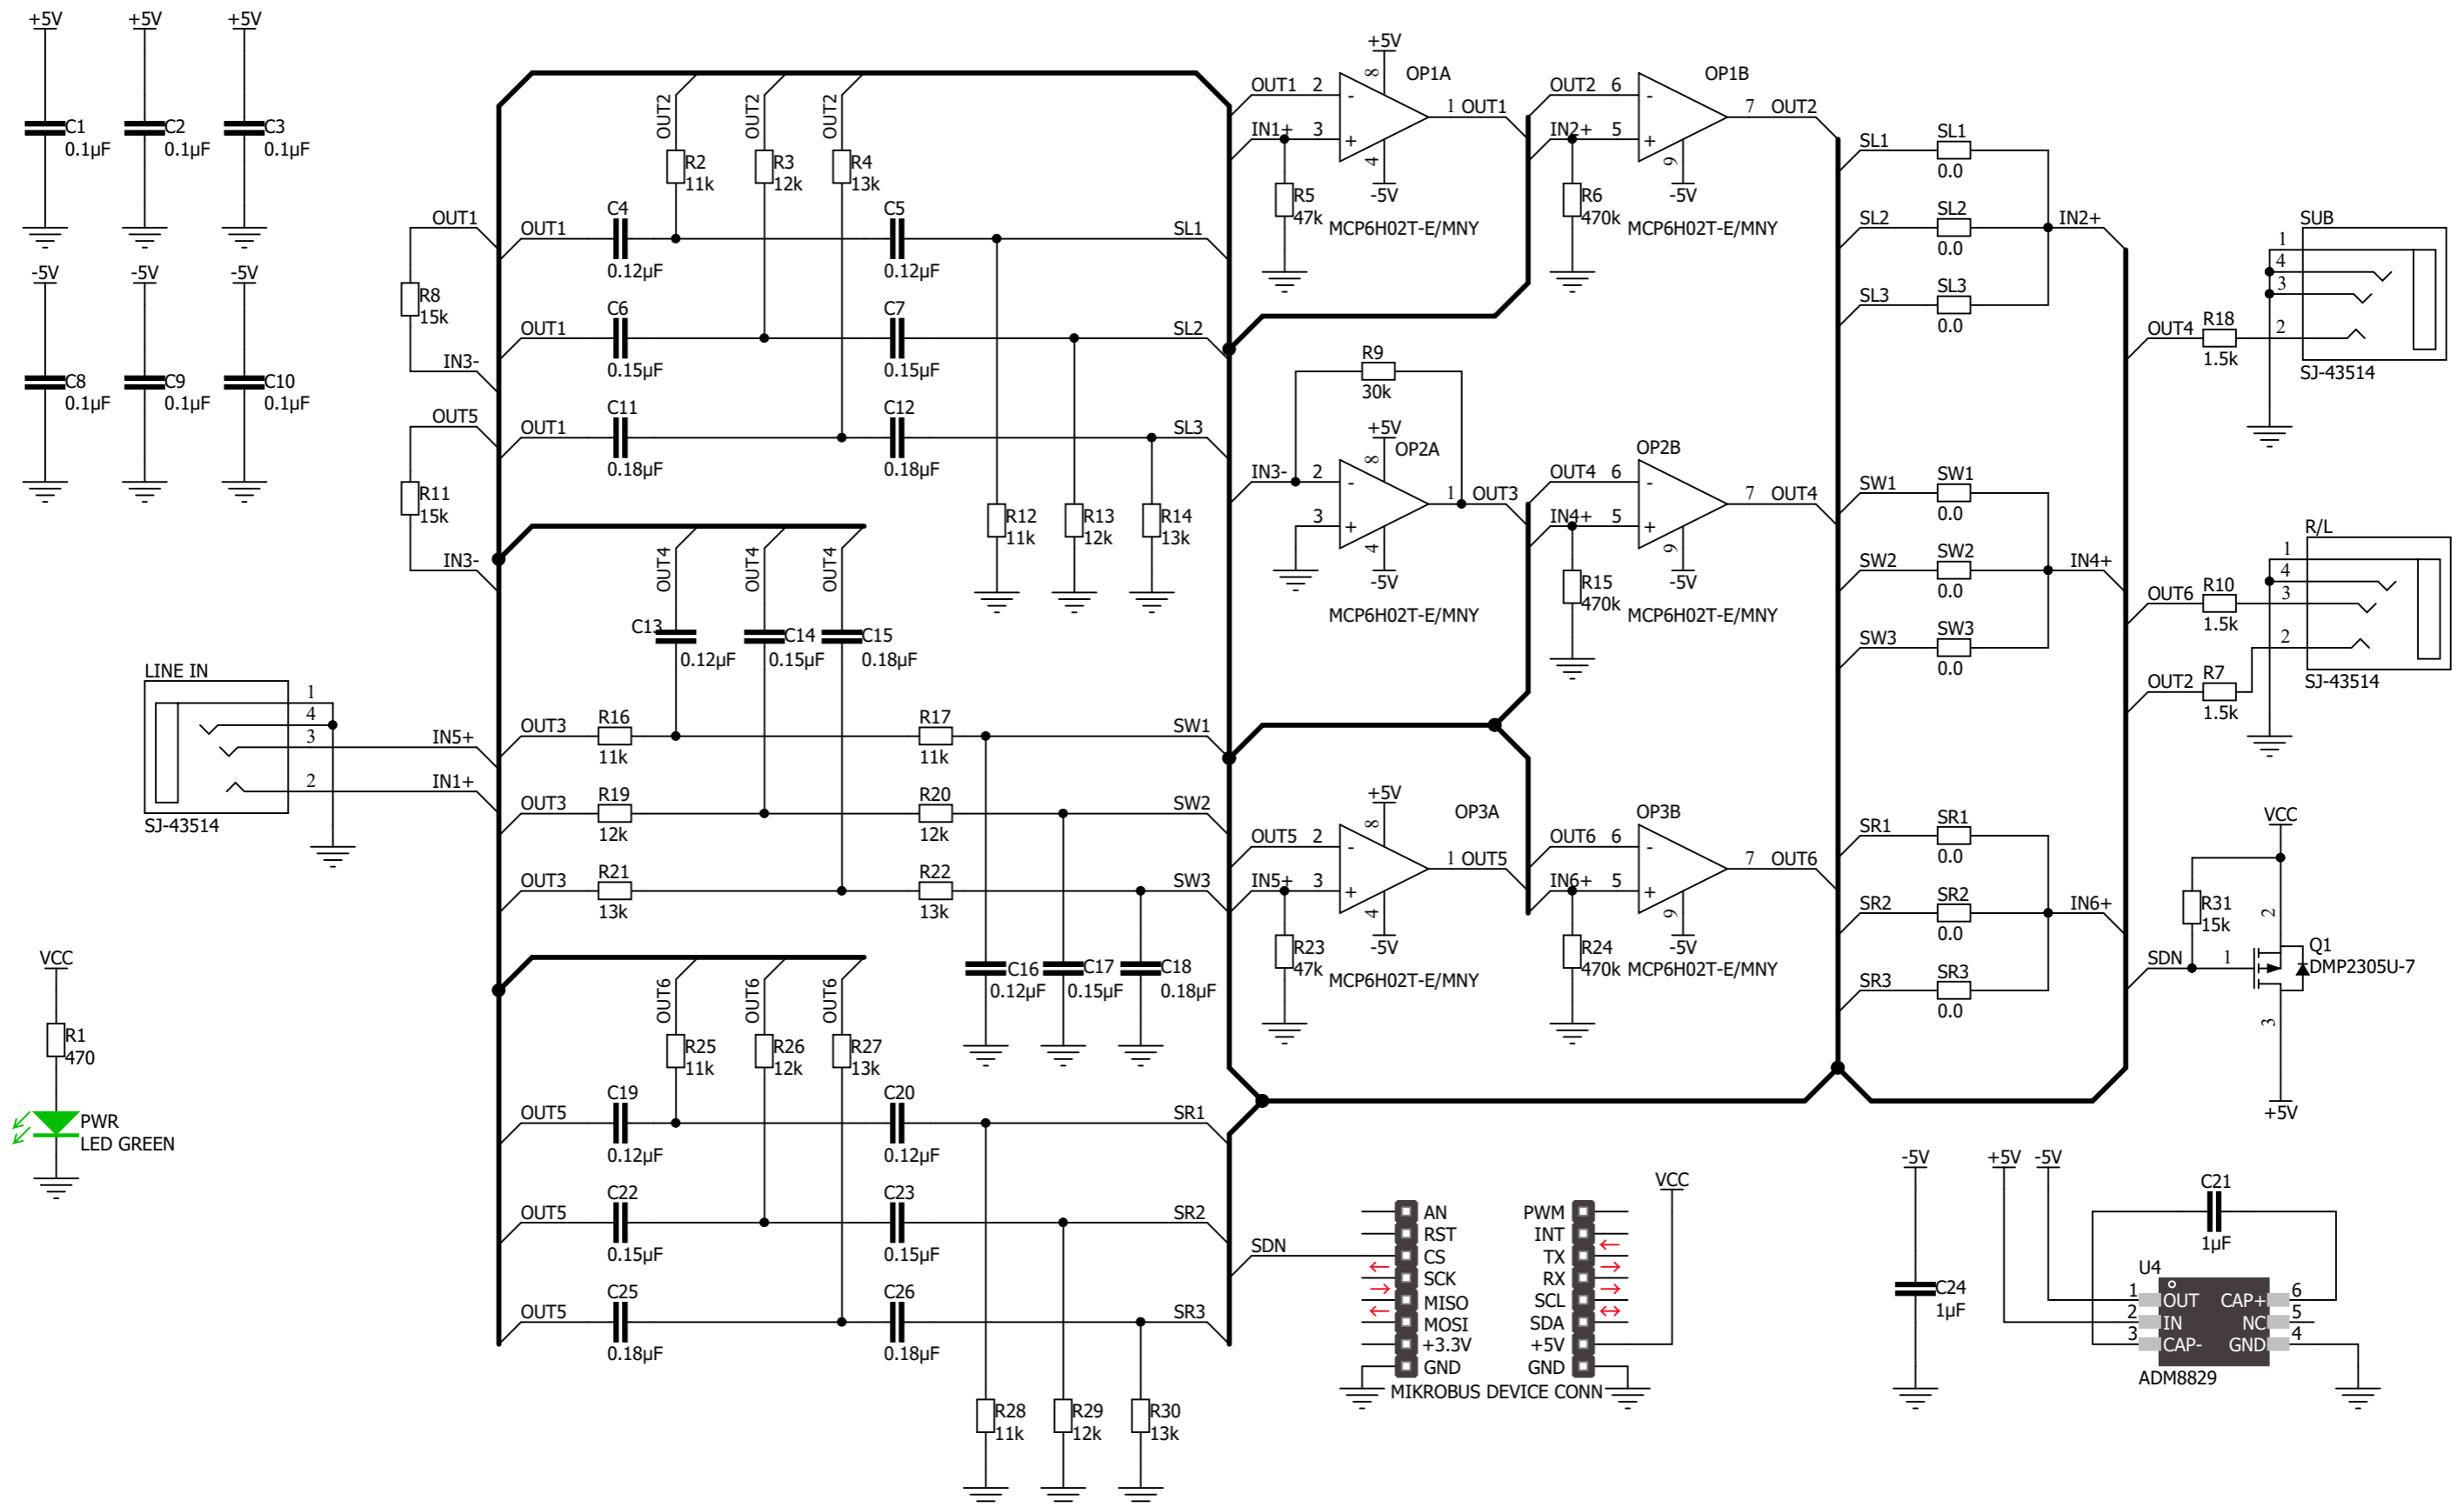 +5V +5V +5V
C1 0.1µF
C2 0.1µF
C3 0.1µF
-5V -5V -5V
C8 0.1µF
C9 0.1µF
C10 0.1µF
OUT1
R8 15k
IN3-
OUT5
R11 15k
IN3-
LINE IN
1
4
3 IN5+
2 IN1+
SJ-43514
VCC
R1 470
PWR
LED GREEN
OUT2 OUT2 OUT2
R2 11k
R3 12k
R4 13k
OUT1 C4 0.12µF C5 0.12µF SL1
OUT1 C6 0.15µF C7 0.15µF SL2
OUT1 C11 0.18µF C12 0.18µF SL3
R12 11k
R13 12k
R14 13k
OUT4 OUT4 OUT4
C13 0.12µF
C14 0.15µF
C15 0.18µF
OUT3 R16 11k R17 11k SW1
OUT3 R19 12k R20 12k SW2
OUT3 R21 13k R22 13k SW3
C16 0.12µF
C17 0.15µF
C18 0.18µF
OUT6 OUT6 OUT6
R25 11k
R26 12k
R27 13k
OUT5 C19 0.12µF C20 0.12µF SR1
OUT5 C22 0.15µF C23 0.15µF SR2
OUT5 C25 0.18µF C26 0.18µF SR3
R28 11k
R29 12k
R30 13k
+5V
8 OP1A
OUT1 2 -
IN1+ 3 +
1 OUT1
4
-5V
R5 47k
MCP6H02T-E/MNY
OP1B
OUT2 6 -
IN2+ 5 +
7 OUT2
9
-5V
R6 470k
MCP6H02T-E/MNY
R9 30k
+5V
8 OP2A
IN3- 2 -
3 +
1 OUT3
4
-5V
MCP6H02T-E/MNY
OP2B
OUT4 6 -
IN4+ 5 +
7 OUT4
9
-5V
R15 470k
MCP6H02T-E/MNY
+5V
8 OP3A
OUT5 2 -
IN5+ 3 +
1 OUT5
4
-5V
R23 47k
MCP6H02T-E/MNY
OP3B
OUT6 6 -
IN6+ 5 +
7 OUT6
9
-5V
R24 470k
MCP6H02T-E/MNY
SL1 SL1 0.0
SL2 SL2 0.0 IN2+
SL3 SL3 0.0
SW1 SW1 0.0
SW2 SW2 0.0 IN4+
SW3 SW3 0.0
SR1 SR1 0.0
SR2 SR2 0.0 IN6+
SR3 SR3 0.0
SUB
1
4
3
OUT4 R18 1.5k 2
SJ-43514
R/L
1
4
OUT6 R10 1.5k 3
2
OUT2 R7 1.5k
SJ-43514
VCC
R31 15k
2
SDN 1
Q1
DMP2305U-7
3
+5V
VCC
AN PWM
RST INT
SDN CS TX
SCK RX
MISO SCL
MOSI SDA
+3.3V +5V
GND GND
MIKROBUS DEVICE CONN
-5V +5V -5V
C24 1µF
C21 1µF
U4
1 OUT CAP+ 6
2 IN NC 5
3 CAP- GND 4
ADM8829